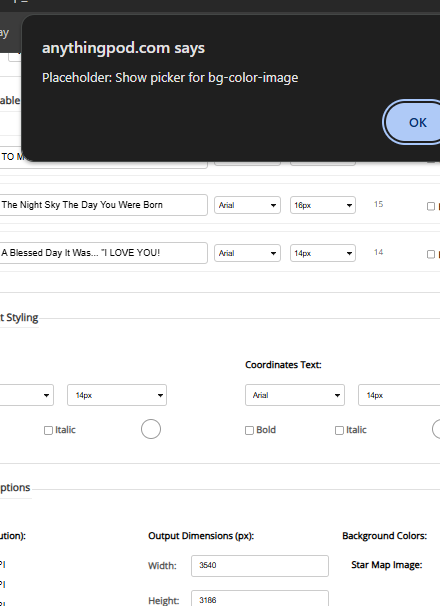 ay
anythingpod.com says
Placeholder: Show picker for bg-color-image
OK
able
TO M
The Night Sky The Day You Were Born Arial 16px 15
A Blessed Day It Was... "I LOVE YOU! Arial 14px 14
t Styling
Coordinates Text:
14px Arial 14px
Italic Bold Italic
ptions
ution): Output Dimensions (px): Background Colors:
PI Width: 3540 Star Map Image:
PI
PI Height: 3186